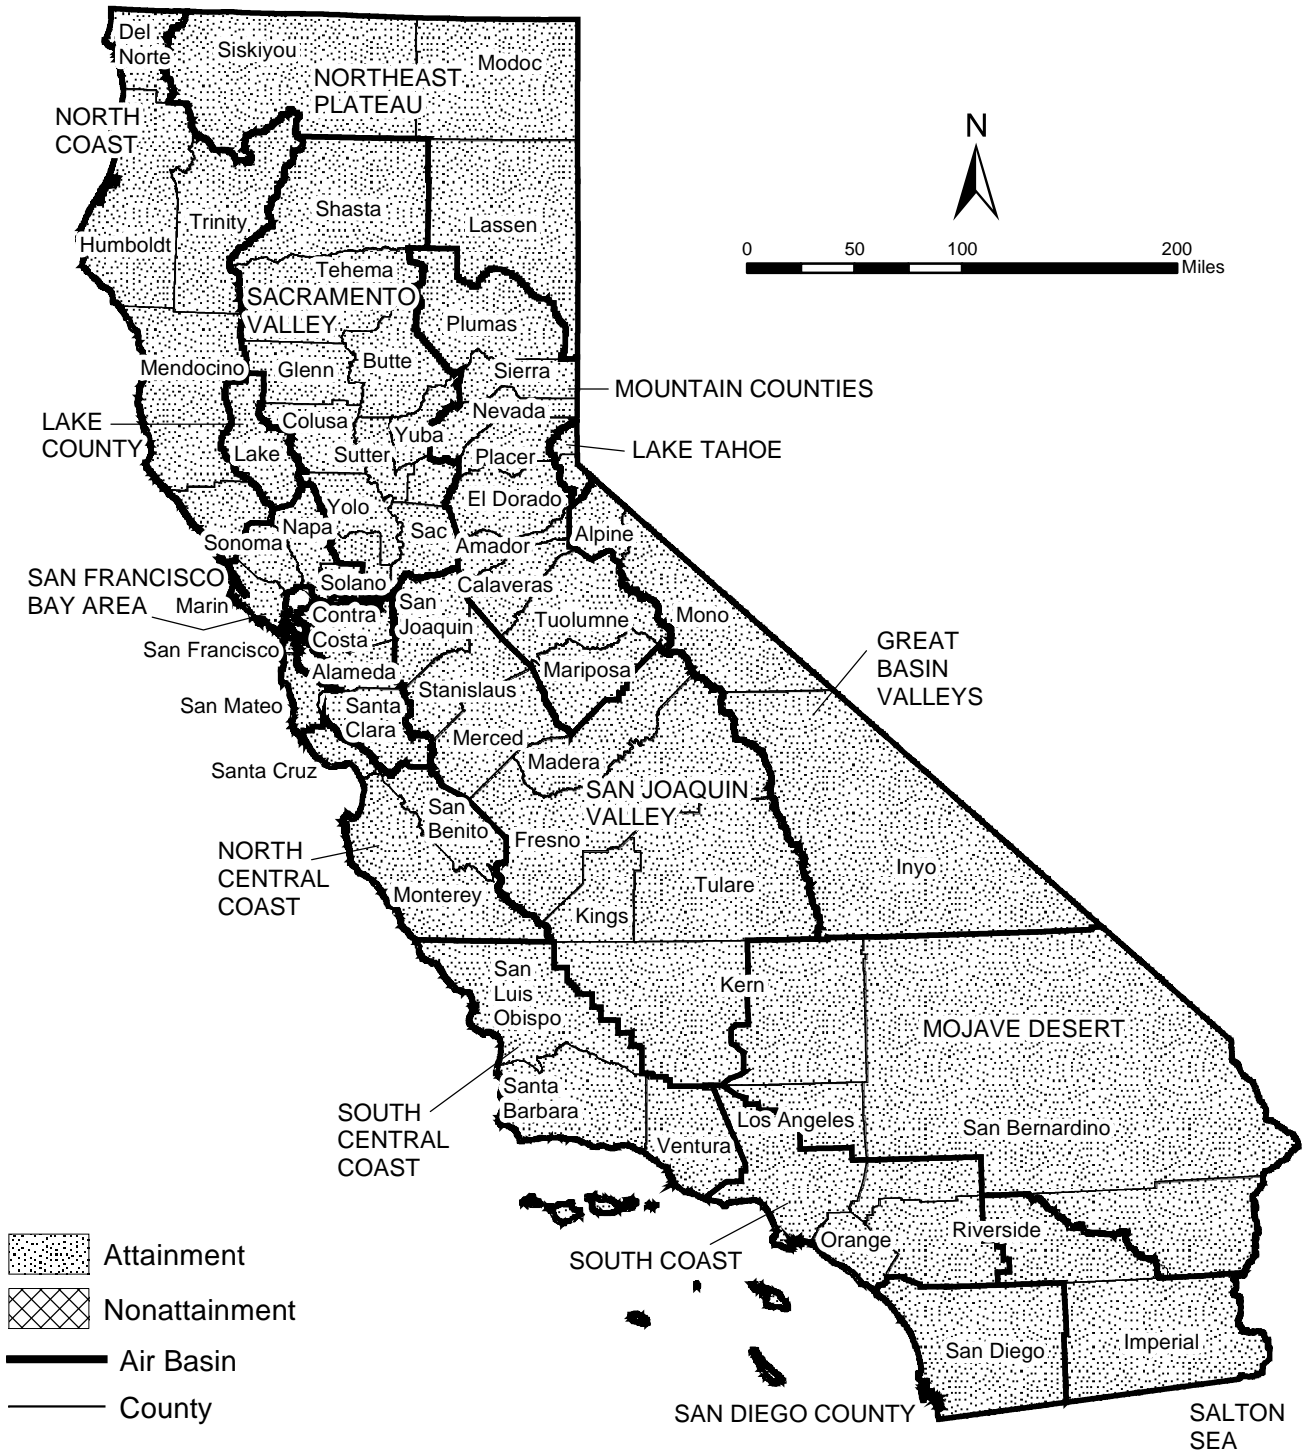 Del
Norte
Siskiyou
Modoc
NORTHEAST
PLATEAU
NORTH
COAST
N
Trinity
Shasta
Lassen
Humboldt
0
50
100
200
Miles
Tehema
SACRAMENTO
VALLEY
Plumas
Mendocino
Glenn
Butte
Sierra
MOUNTAIN COUNTIES
LAKE
COUNTY
Colusa
Nevada
Yuba
Lake
Sutter
Placer
LAKE TAHOE
El Dorado
Yolo
Napa
Sac
Sonoma
Amador
Alpine
SAN FRANCISCO
BAY AREA
Marin
Solano
Calaveras
San
Joaquin
Contra
Costa
Tuolumne
Mono
San Francisco
Alameda
Mariposa
GREAT
BASIN
VALLEYS
Stanislaus
San Mateo
Santa
Clara
Merced
Santa Cruz
Madera
SAN JOAQUIN
VALLEY
San
Benito
Fresno
NORTH
CENTRAL
COAST
Inyo
Tulare
Monterey
Kings
San
Luis
Obispo
Kern
MOJAVE DESERT
Santa
Barbara
SOUTH
CENTRAL
COAST
Los Angeles
San Bernardino
Ventura
Riverside
Orange
SOUTH COAST
Attainment
Nonattainment
Air Basin
County
San Diego
Imperial
SAN DIEGO COUNTY
SALTON
SEA